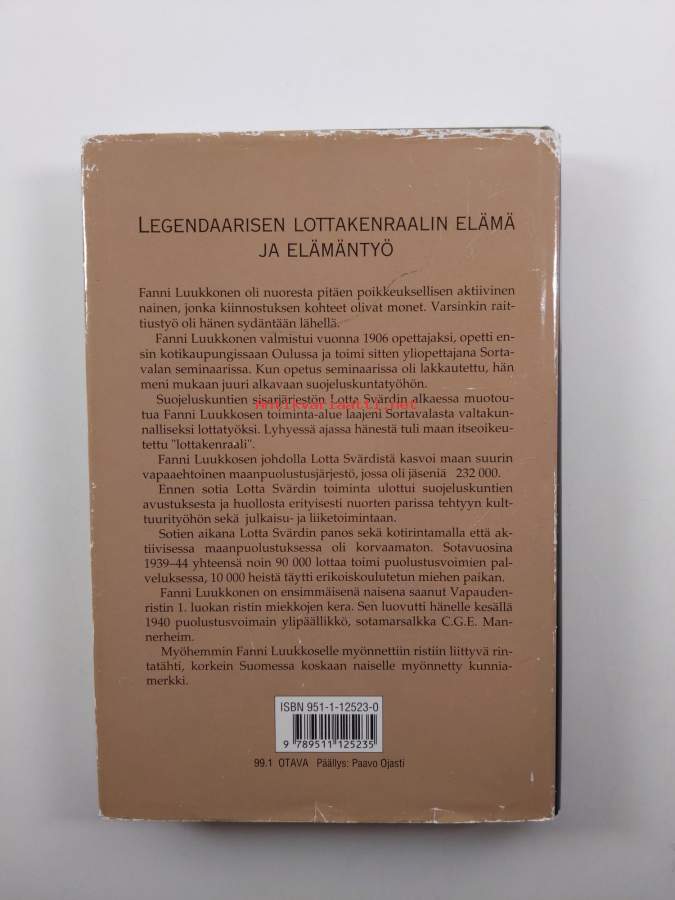 LEGENDAARISEN LOTTAKENRAALIN ELÄMÄ
JA ELÄMÄNTYÖ
Fanni Luukkonen oli nuoresta pitäen poikkeuksellisen aktiivinen
nainen, jonka kiinnostuksen kohteet olivat monet. Varsinkin rait-
tiustyö oli hänen sydäntään lähellä.
Fanni Luukkonen valmistui vuonna 1906 opettajaksi, opetti en-
sin kotikaupungissaan Oulussa ja toimi sitten yliopettajana Sorta-
valan seminaarissa. Kun opetus seminaarissa oli lakkautettu, hän
meni mukaan juuri alkavaan suojeluskuntatyöhön.
Suojeluskuntien sisarjärjestön Lotta Svärdin alkaessa muotou-
tua Fanni Luukkosen toiminta-alue laajeni Sortavalasta valtakun-
nalliseksi lottatyöksi. Lyhyessä ajassa hänestä tuli maan itseoikeu-
tettu "lottakenraali".
Antikvariaatti.net
Fanni Luukkosen johdolla Lotta Svärdistä kasvoi maan suurin
vapaaehtoinen maanpuolustusjärjestö, jossa oli jäseniä 232 000.
Ennen sotia Lotta Svärdin toiminta ulottui suojeluskuntien
avustuksesta ja huollosta erityisesti nuorten parissa tehtyyn kult-
tuurityöhön sekä julkaisu- ja liiketoimintaan.
Sotien aikana Lotta Svärdin panos sekä kotirintamalla että ak-
tiivisessa maanpuolustuksessa oli korvaamaton. Sotavuosina
1939–44 yhteensä noin 90 000 lottaa toimi puolustusvoimien pal-
veluksessa, 10 000 heistä täytti erikoiskoulutetun miehen paikan.
Fanni Luukkonen on ensimmäisenä naisena saanut Vapauden-
ristin 1. luokan ristin miekkojen kera. Sen luovutti hänelle kesällä
1940 puolustusvoimain ylipäällikkö, sotamarsalkka C.G.E. Man-
nerheim.
Myöhemmin Fanni Luukkoselle myönnettiin ristiin liittyvä rin-
tatähti, korkein Suomessa koskaan naiselle myönnetty kunnia-
merkki.
ISBN 951-1-12523-0
9 789511 125235
99.1 OTAVA Päällys: Paavo Ojasti